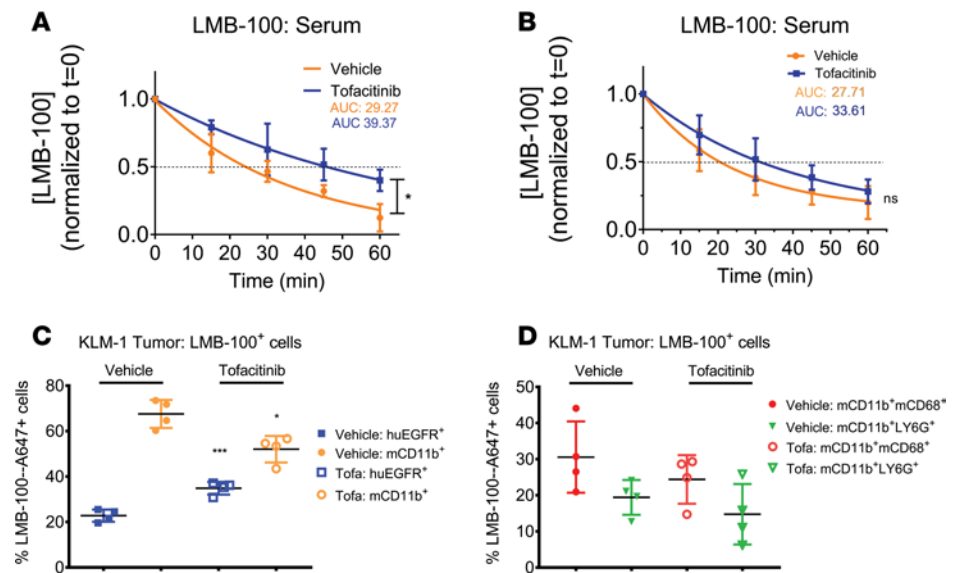 A
LMB-100: Serum
[LMB-100]
(normalized to t=0)
1.0
0.5
0.0
0 10 20 30 40 50 60
Time (min)
Vehicle
Tofacitinib
AUC: 29.27
AUC 39.37
*
B
LMB-100: Serum
[LMB-100]
(normalized to t=0)
1.0
0.5
0.0
0 10 20 30 40 50 60
Time (min)
Vehicle
Tofacitinib
AUC: 27.71
AUC: 33.61
ns
C
KLM-1 Tumor: LMB-100+ cells
Vehicle Tofacitinib
% LMB-100--A647+ cells
80
60
40
20
0
***
*
Vehicle: huEGFR+
Vehicle: mCD11b+
Tofa: huEGFR+
Tofa: mCD11b+
D
KLM-1 Tumor: LMB-100+ cells
Vehicle Tofacitinib
% LMB-100--A647+ cells
50
40
30
20
10
0
Vehicle: mCD11b+mCD68+
Vehicle: mCD11b+LY6G+
Tofa: mCD11b+mCD68+
Tofa: mCD11b+LY6G+